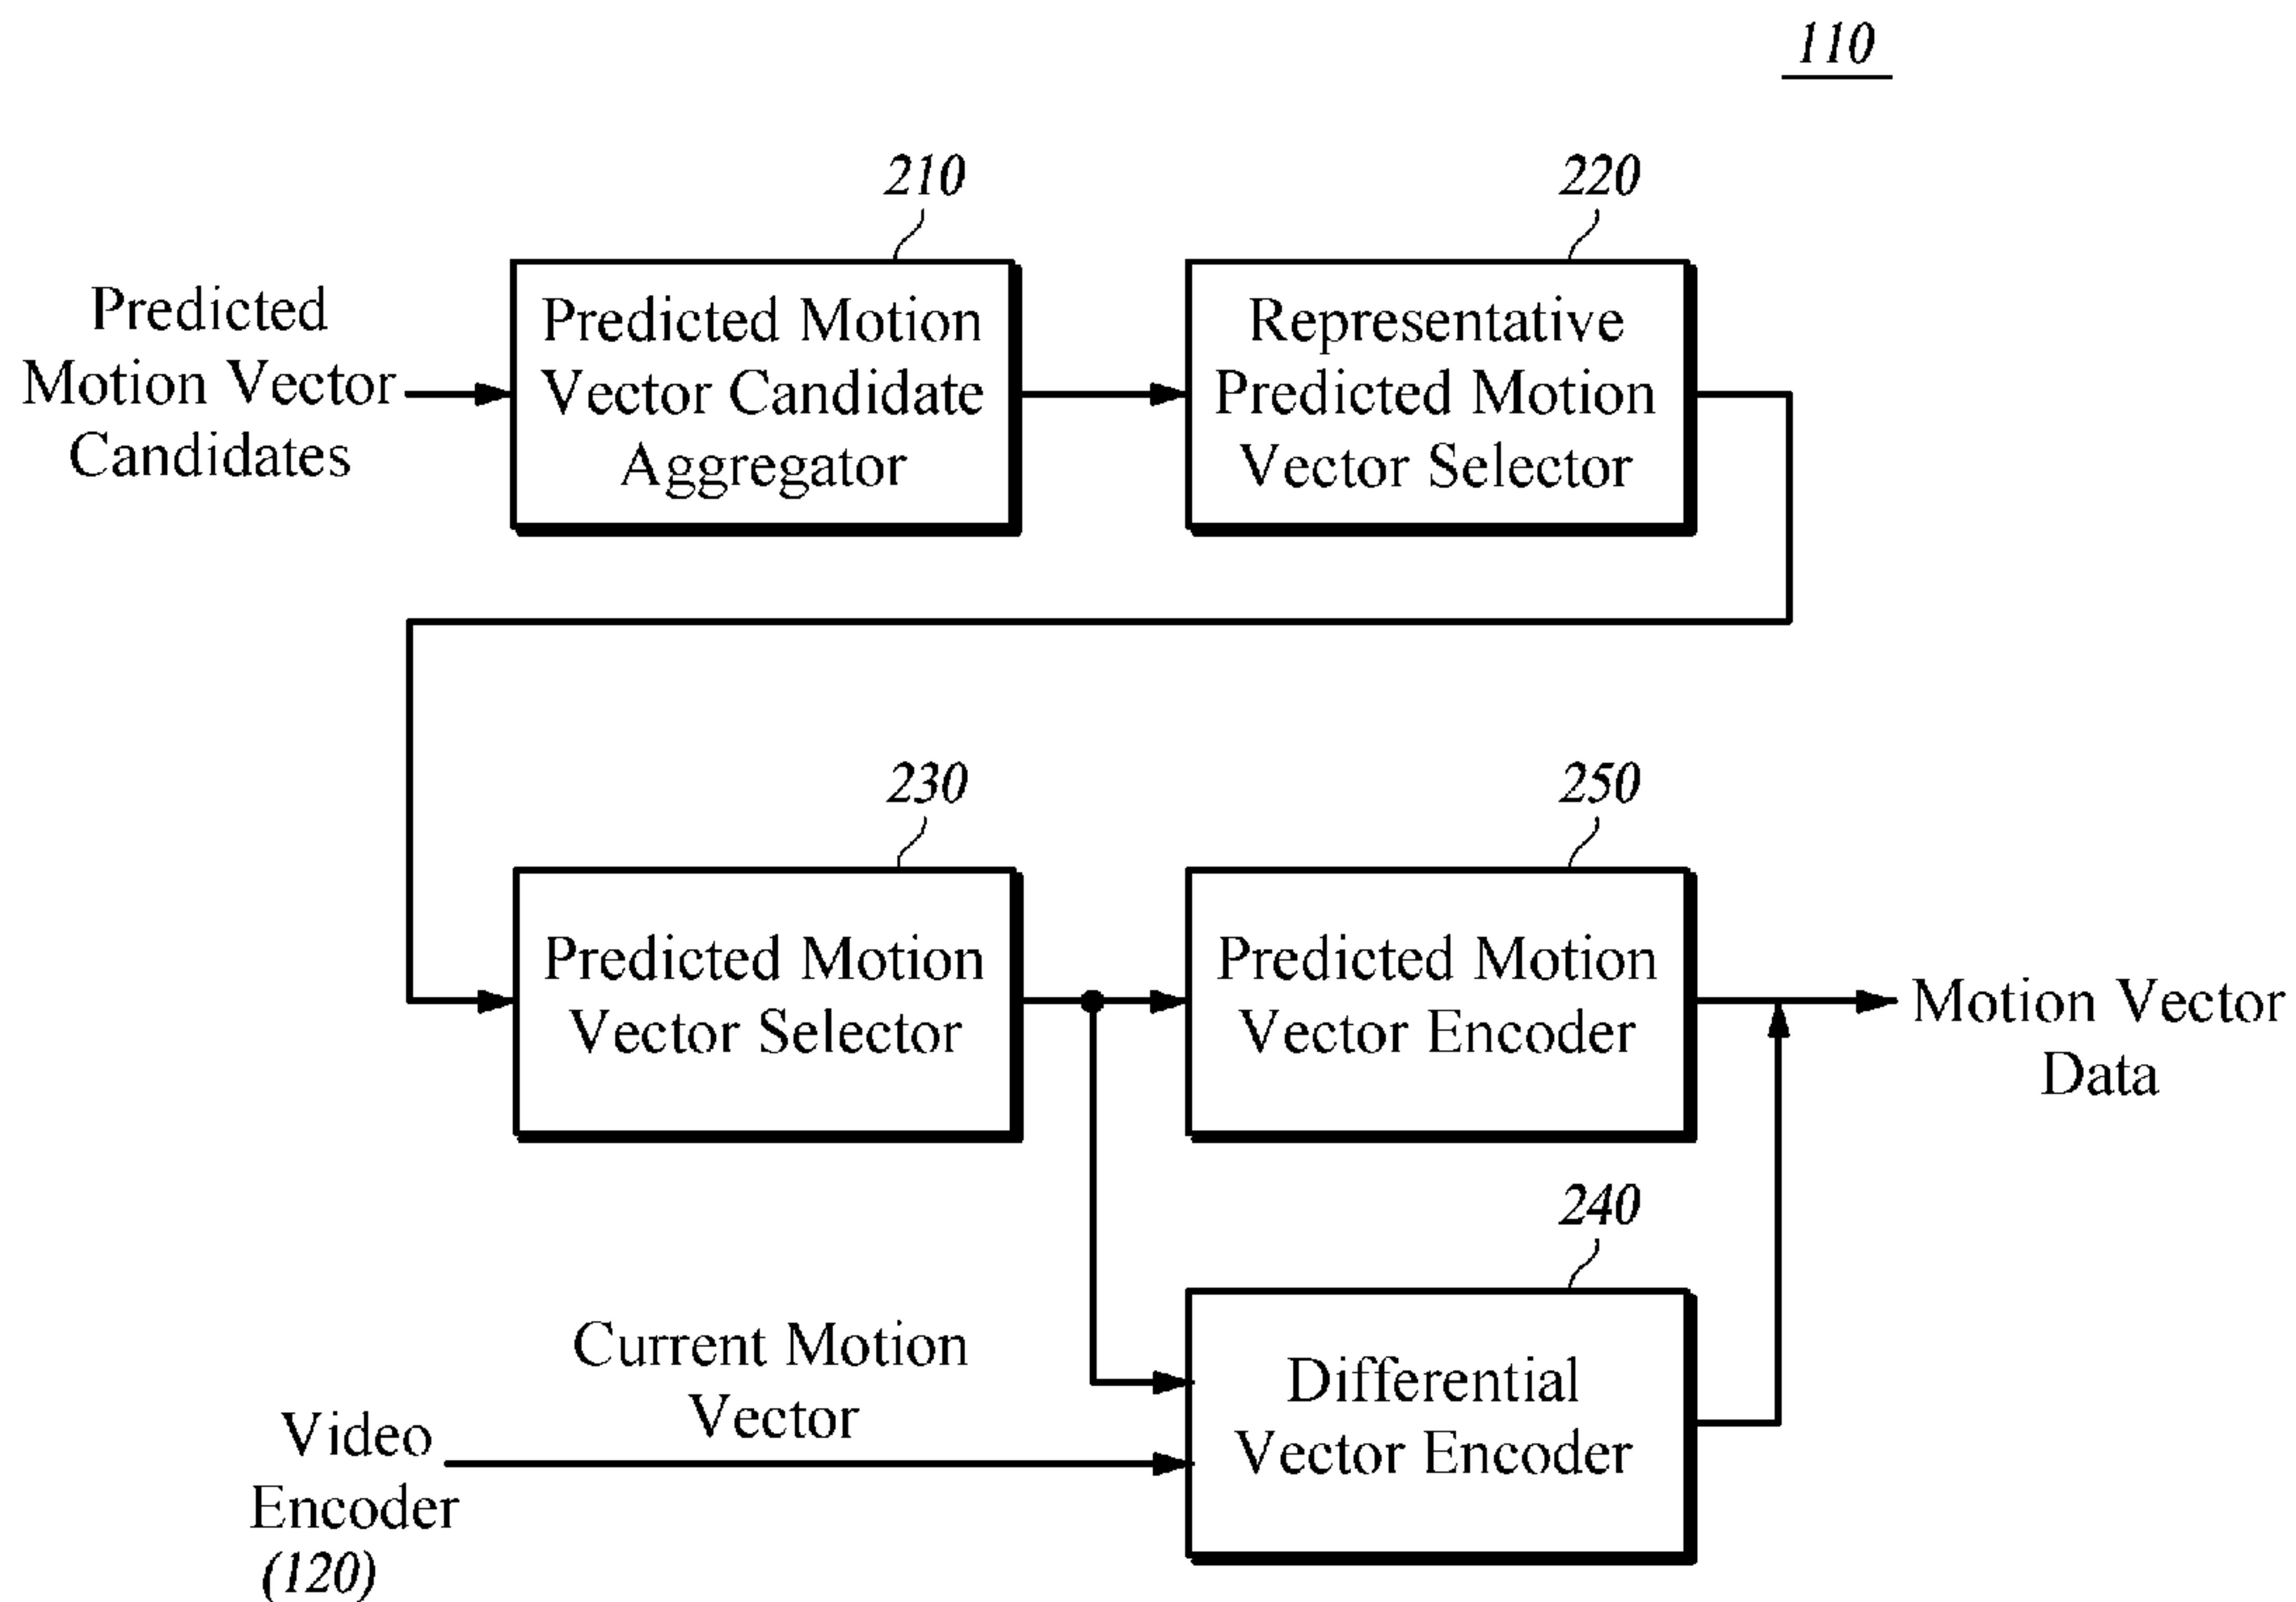 110
210
220
Predicted
Motion Vector
Candidates
Predicted Motion
Vector Candidate
Aggregator
Representative
Predicted Motion
Vector Selector
230
250
Predicted Motion
Vector Selector
Predicted Motion
Vector Encoder
Motion Vector
Data
240
Current Motion
Vector
Video
Encoder
(120)
Differential
Vector Encoder